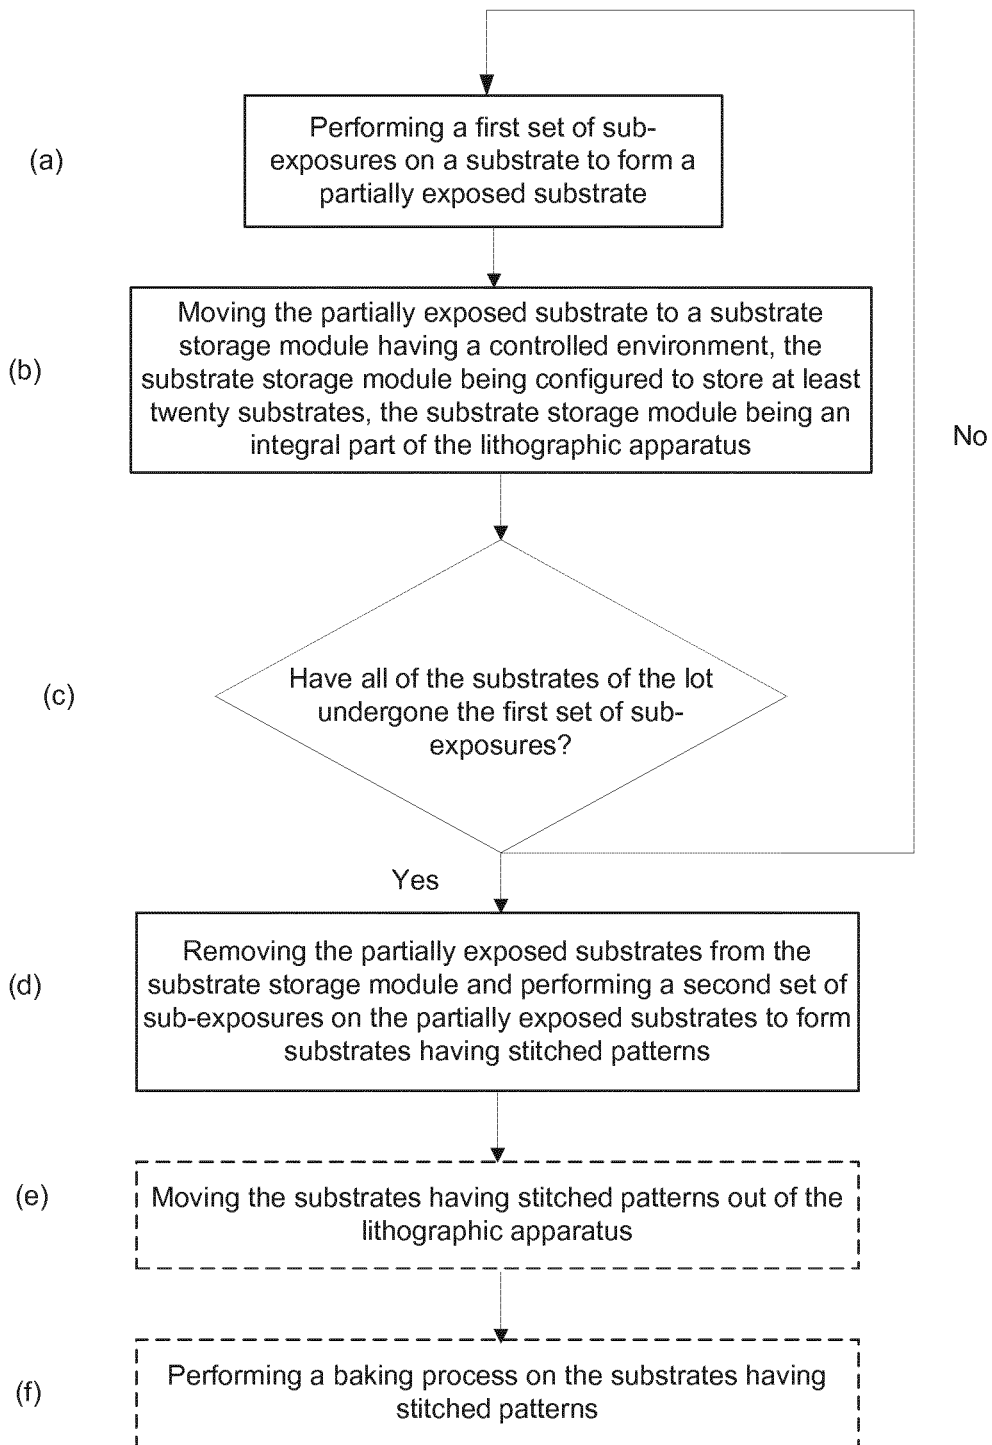 (a)
Performing a first set of sub-
exposures on a substrate to form a
partially exposed substrate
(b)
Moving the partially exposed substrate to a substrate
storage module having a controlled environment, the
substrate storage module being configured to store at least
twenty substrates, the substrate storage module being an
integral part of the lithographic apparatus
No
(c)
Have all of the substrates of the lot
undergone the first set of sub-
exposures?
Yes
(d)
Removing the partially exposed substrates from the
substrate storage module and performing a second set of
sub-exposures on the partially exposed substrates to form
substrates having stitched patterns
(e)
Moving the substrates having stitched patterns out of the
lithographic apparatus
(f)
Performing a baking process on the substrates having
stitched patterns